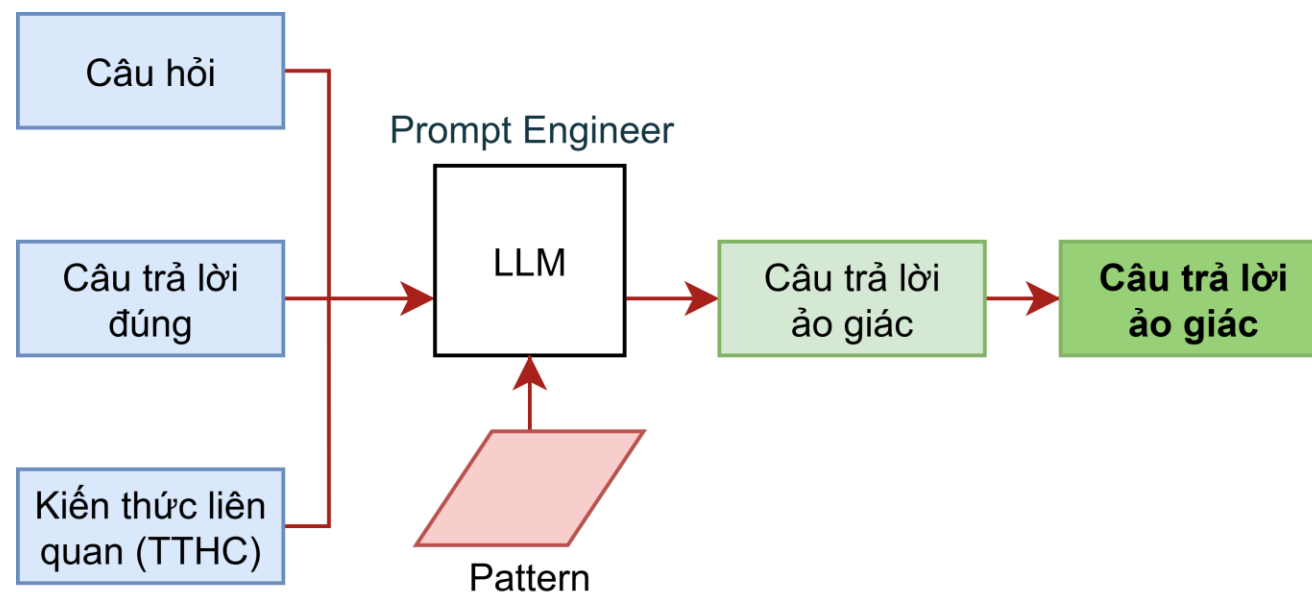 Câu hỏi
Prompt Engineer
LLM
Câu trả lời
đúng
Câu trả lời
ảo giác
Câu trả lời
ảo giác
Kiến thức liên
quan (TTHC)
Pattern